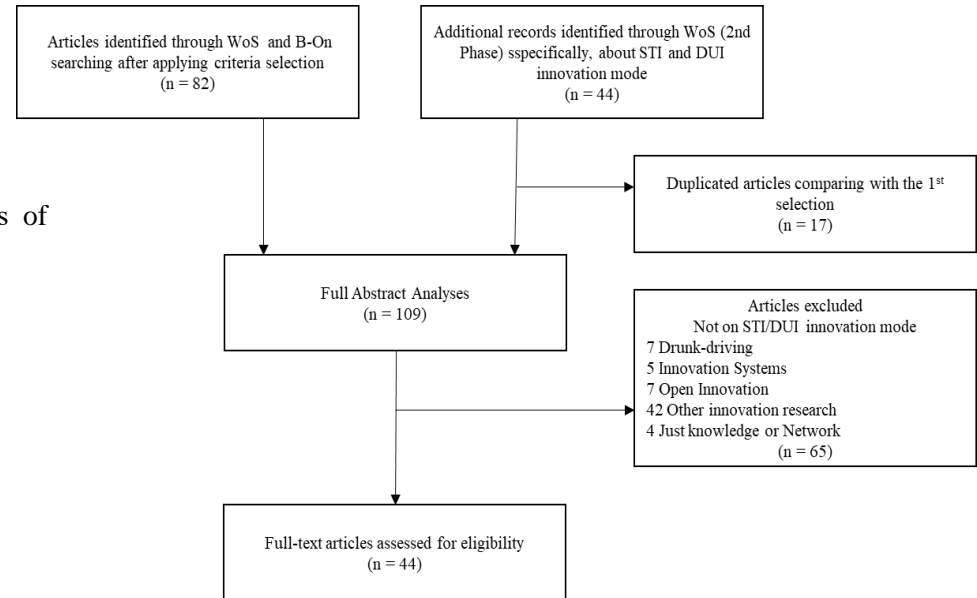 Articles identified through WoS and B-On
searching after applying criteria selection
(n = 82)
Additional records identified through WoS (2nd
Phase) sspecifically, about STI and DUI
innovation mode
(n = 44)
Duplicated articles comparing with the 1st
selection
(n = 17)
s of
Full Abstract Analyses
(n = 109)
Articles excluded
Not on STI/DUI innovation mode
7 Drunk-driving
5 Innovation Systems
7 Open Innovation
42 Other innovation research
4 Just knowledge or Network
(n = 65)
Full-text articles assessed for eligibility
(n = 44)